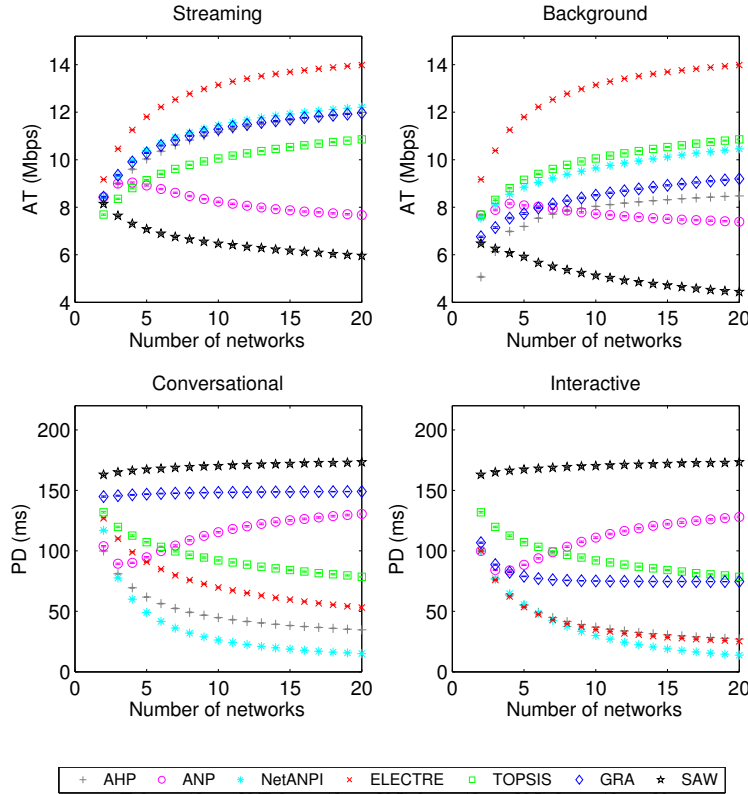 Streaming
AT (Mbps)
14
12
10
8
6
4
0 5 10 15 20
Number of networks
Background
AT (Mbps)
14
12
10
8
6
4
0 5 10 15 20
Number of networks
Conversational
PD (ms)
200
150
100
50
0
0 5 10 15 20
Number of networks
Interactive
PD (ms)
200
150
100
50
0
0 5 10 15 20
Number of networks
AHP ANP NetANPI ELECTRE TOPSIS GRA SAW